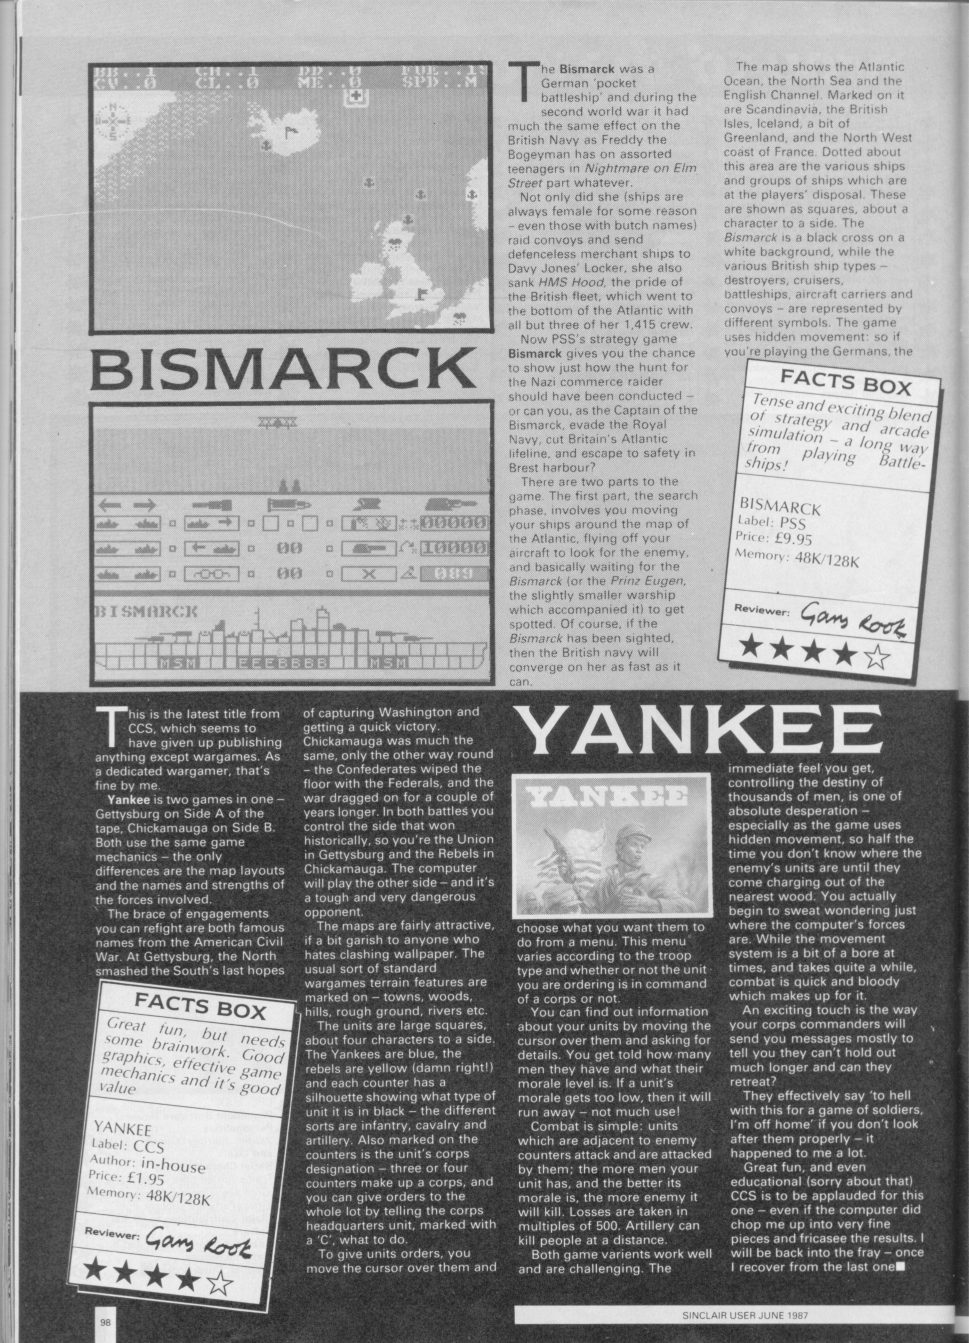 BB..1 CH..1 DD..0 FUE..19
CV..0 CL..0 ME..0 SPD..M
BISMARCK
00000
00 10000
00 089
BISMARCK
MSM EEEBBBB MSM
The Bismarck was a
German 'pocket
battleship' and during the
second world war it had
much the same effect on the
British Navy as Freddy the
Bogeyman has on assorted
teenagers in Nightmare on Elm
Street part whatever.
Not only did she (ships are
always female for some reason
– even those with butch names)
raid convoys and send
defenceless merchant ships to
Davy Jones' Locker, she also
sank HMS Hood, the pride of
the British fleet, which went to
the bottom of the Atlantic with
all but three of her 1,415 crew.
Now PSS's strategy game
Bismarck gives you the chance
to show just how the hunt for
the Nazi commerce raider
should have been conducted –
or can you, as the Captain of the
Bismarck, evade the Royal
Navy, cut Britain's Atlantic
lifeline, and escape to safety in
Brest harbour?
There are two parts to the
game. The first part, the search
phase, involves you moving
your ships around the map of
the Atlantic, flying off your
aircraft to look for the enemy,
and basically waiting for the
Bismarck (or the Prinz Eugen,
the slightly smaller warship
which accompanied it) to get
spotted. Of course, if the
Bismarck has been sighted,
then the British navy will
converge on her as fast as it
can.
The map shows the Atlantic
Ocean, the North Sea and the
English Channel. Marked on it
are Scandinavia, the British
Isles, Iceland, a bit of
Greenland, and the North West
coast of France. Dotted about
this area are the various ships
and groups of ships which are
at the players' disposal. These
are shown as squares, about a
character to a side. The
Bismarck is a black cross on a
white background, while the
various British ship types –
destroyers, cruisers,
battleships, aircraft carriers and
convoys – are represented by
different symbols. The game
uses hidden movement: so if
you're playing the Germans, the
FACTS BOX
Tense and exciting blend
of strategy and arcade
simulation – a long way
from playing Battle-
ships!
BISMARCK
Label: PSS
Price: £9.95
Memory: 48K/128K
Reviewer: Gary Rook
YANKEE
This is the latest title from
CCS, which seems to
have given up publishing
anything except wargames. As
a dedicated wargamer, that's
fine by me.
Yankee is two games in one –
Gettysburg on Side A of the
tape, Chickamauga on Side B.
Both use the same game
mechanics – the only
differences are the map layouts
and the names and strengths of
the forces involved.
The brace of engagements
you can refight are both famous
names from the American Civil
War. At Gettysburg, the North
smashed the South's last hopes
FACTS BOX
Great fun, but needs
some brainwork. Good
graphics, effective game
mechanics and it's good
value
YANKEE
Label: CCS
Author: in-house
Price: £1.95
Memory: 48K/128K
Reviewer: Gary Rook
of capturing Washington and
getting a quick victory.
Chickamauga was much the
same, only the other way round
– the Confederates wiped the
floor with the Federals, and the
war dragged on for a couple of
years longer. In both battles you
control the side that won
historically, so you're the Union
in Gettysburg and the Rebels in
Chickamauga. The computer
will play the other side – and it's
a tough and very dangerous
opponent.
The maps are fairly attractive,
if a bit garish to anyone who
hates clashing wallpaper. The
usual sort of standard
wargames terrain features are
marked on – towns, woods,
hills, rough ground, rivers etc.
The units are large squares,
about four characters to a side.
The Yankees are blue, the
rebels are yellow (damn right!)
and each counter has a
silhouette showing what type of
unit it is in black – the different
sorts are infantry, cavalry and
artillery. Also marked on the
counters is the unit's corps
designation – three or four
counters make up a corps, and
you can give orders to the
whole lot by telling the corps
headquarters unit, marked with
a 'C', what to do.
To give units orders, you
move the cursor over them and
YANKEE
choose what you want them to
do from a menu. This menu
varies according to the troop
type and whether or not the unit
you are ordering is in command
of a corps or not.
You can find out information
about your units by moving the
cursor over them and asking for
details. You get told how many
men they have and what their
morale level is. If a unit's
morale gets too low, then it will
run away – not much use!
Combat is simple: units
which are adjacent to enemy
counters attack and are attacked
by them; the more men your
unit has, and the better its
morale is, the more enemy it
will kill. Losses are taken in
multiples of 500. Artillery can
kill people at a distance.
Both game varients work well
and are challenging. The
immediate feel you get,
controlling the destiny of
thousands of men, is one of
absolute desperation –
especially as the game uses
hidden movement, so half the
time you don't know where the
enemy's units are until they
come charging out of the
nearest wood. You actually
begin to sweat wondering just
where the computer's forces
are. While the movement
system is a bit of a bore at
times, and takes quite a while,
combat is quick and bloody
which makes up for it.
An exciting touch is the way
your corps commanders will
send you messages mostly to
tell you they can't hold out
much longer and can they
retreat?
They effectively say 'to hell
with this for a game of soldiers,
I'm off home' if you don't look
after them properly – it
happened to me a lot.
Great fun, and even
educational (sorry about that)
CCS is to be applauded for this
one – even if the computer did
chop me up into very fine
pieces and fricasee the results. I
will be back into the fray – once
I recover from the last one■
98
SINCLAIR USER JUNE 1987